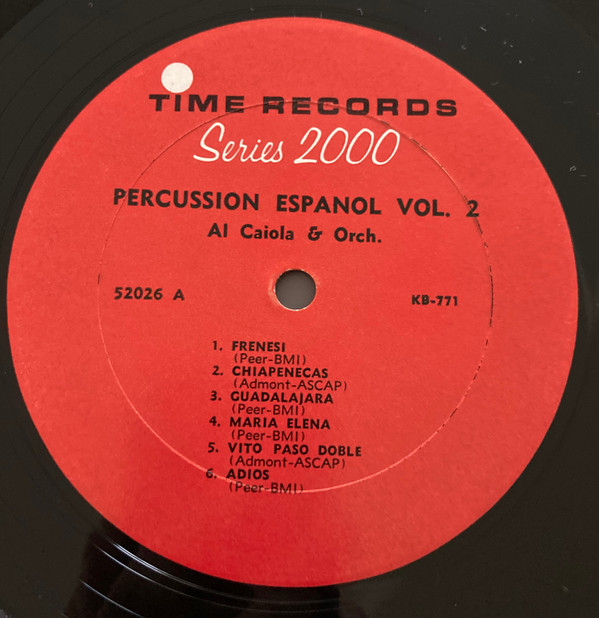 TIME RECORDS
Series 2000
PERCUSSION ESPANOL VOL. 2
Al Caiola & Orch.
52026 A KB-771
1. FRENESI
(Peer-BMI)
2. CHIAPENECAS
(Admont-ASCAP)
3. GUADALAJARA
(Peer-BMI)
4. MARIA ELENA
(Peer-BMI)
5. VITO PASO DOBLE
(Admont-ASCAP)
6. ADIOS
(Peer-BMI)